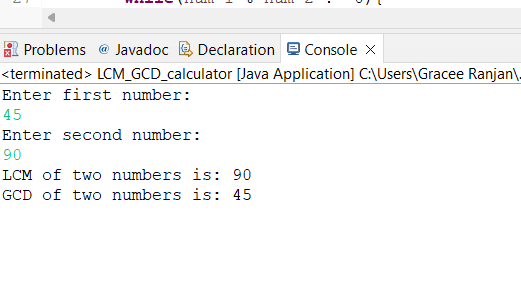 Problems @ Javadoc Declaration Console
<terminated> LCM_GCD_calculator [Java Application] C:\Users\Gracee Ranjan\.
Enter first number:
45
Enter second number:
90
LCM of two numbers is: 90
GCD of two numbers is: 45